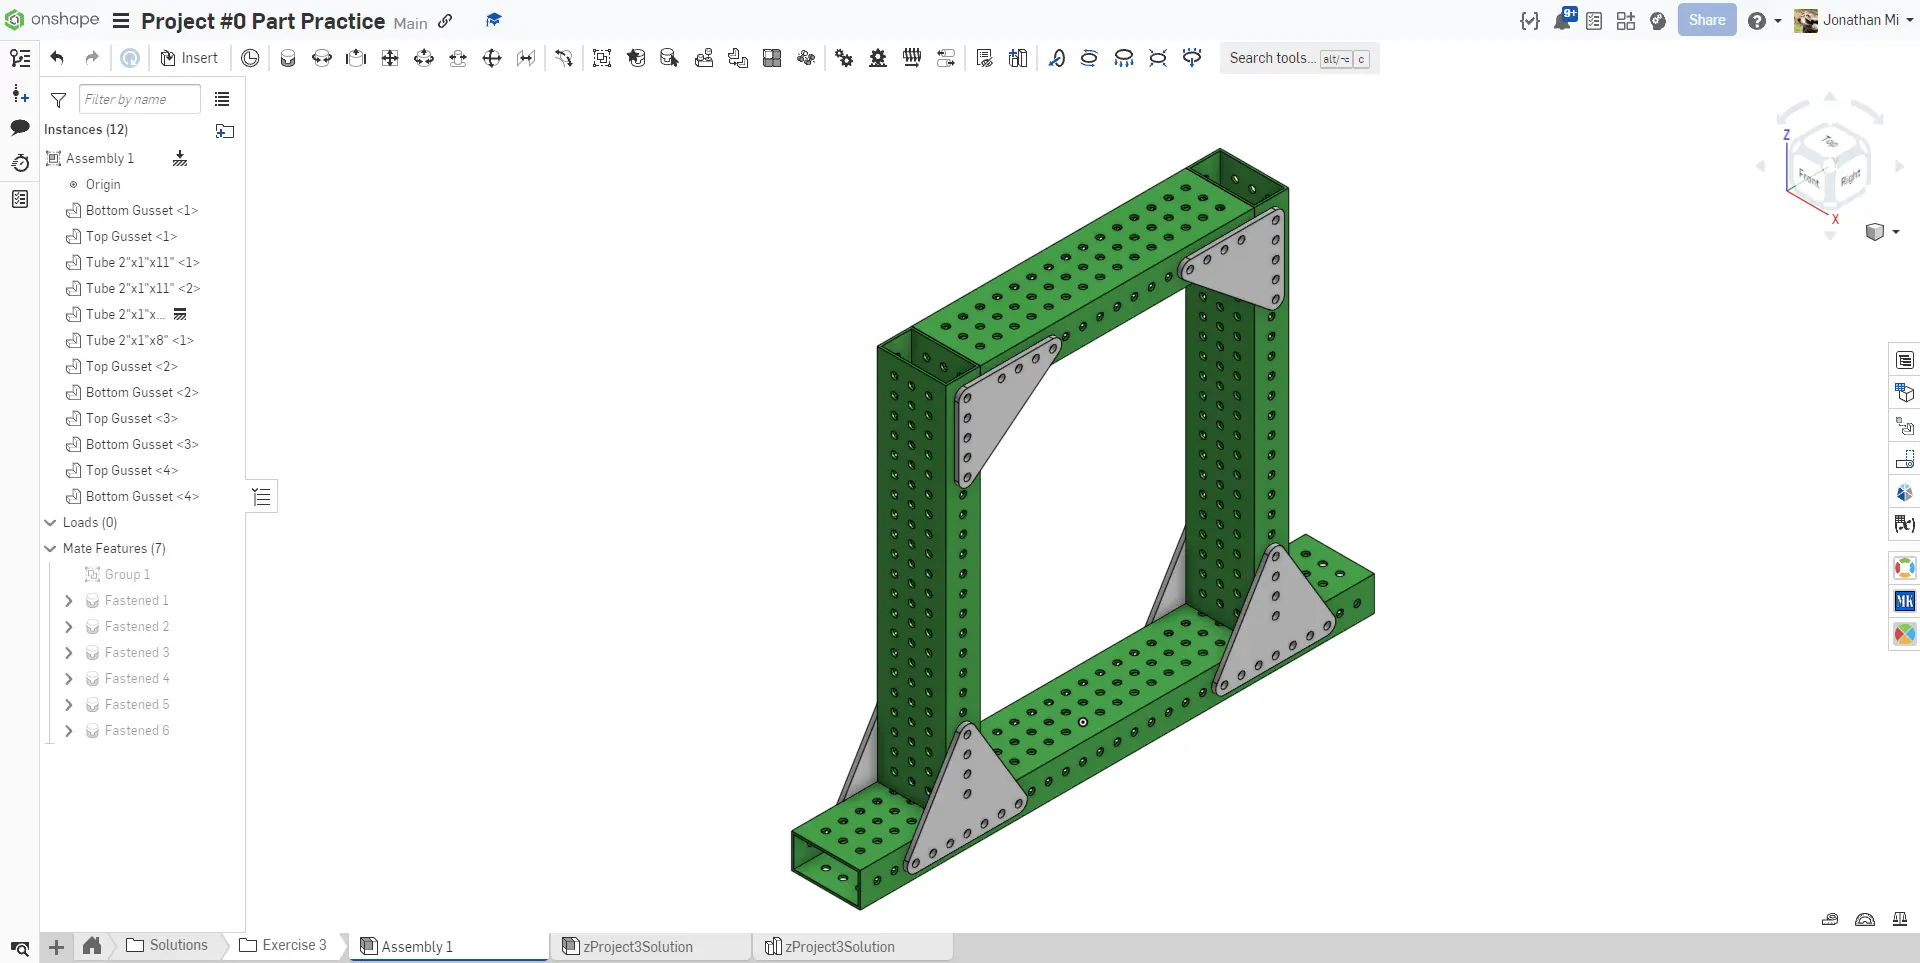 onshape Project #0 Part Practice Main
9+
Share
Jonathan Mi
Insert
Search tools... alt/⌥ c
Filter by name
Instances (12)
Assembly 1
Origin
Bottom Gusset <1>
Top Gusset <1>
Tube 2"x1"x11" <1>
Tube 2"x1"x11" <2>
Tube 2"x1"x...
Tube 2"x1"x8" <1>
Top Gusset <2>
Bottom Gusset <2>
Top Gusset <3>
Bottom Gusset <3>
Top Gusset <4>
Bottom Gusset <4>
Loads (0)
Mate Features (7)
Group 1
Fastened 1
Fastened 2
Fastened 3
Fastened 4
Fastened 5
Fastened 6
Z
Top
Front
Right
X
MK
Solutions
Exercise 3
Assembly 1
zProject3Solution
zProject3Solution